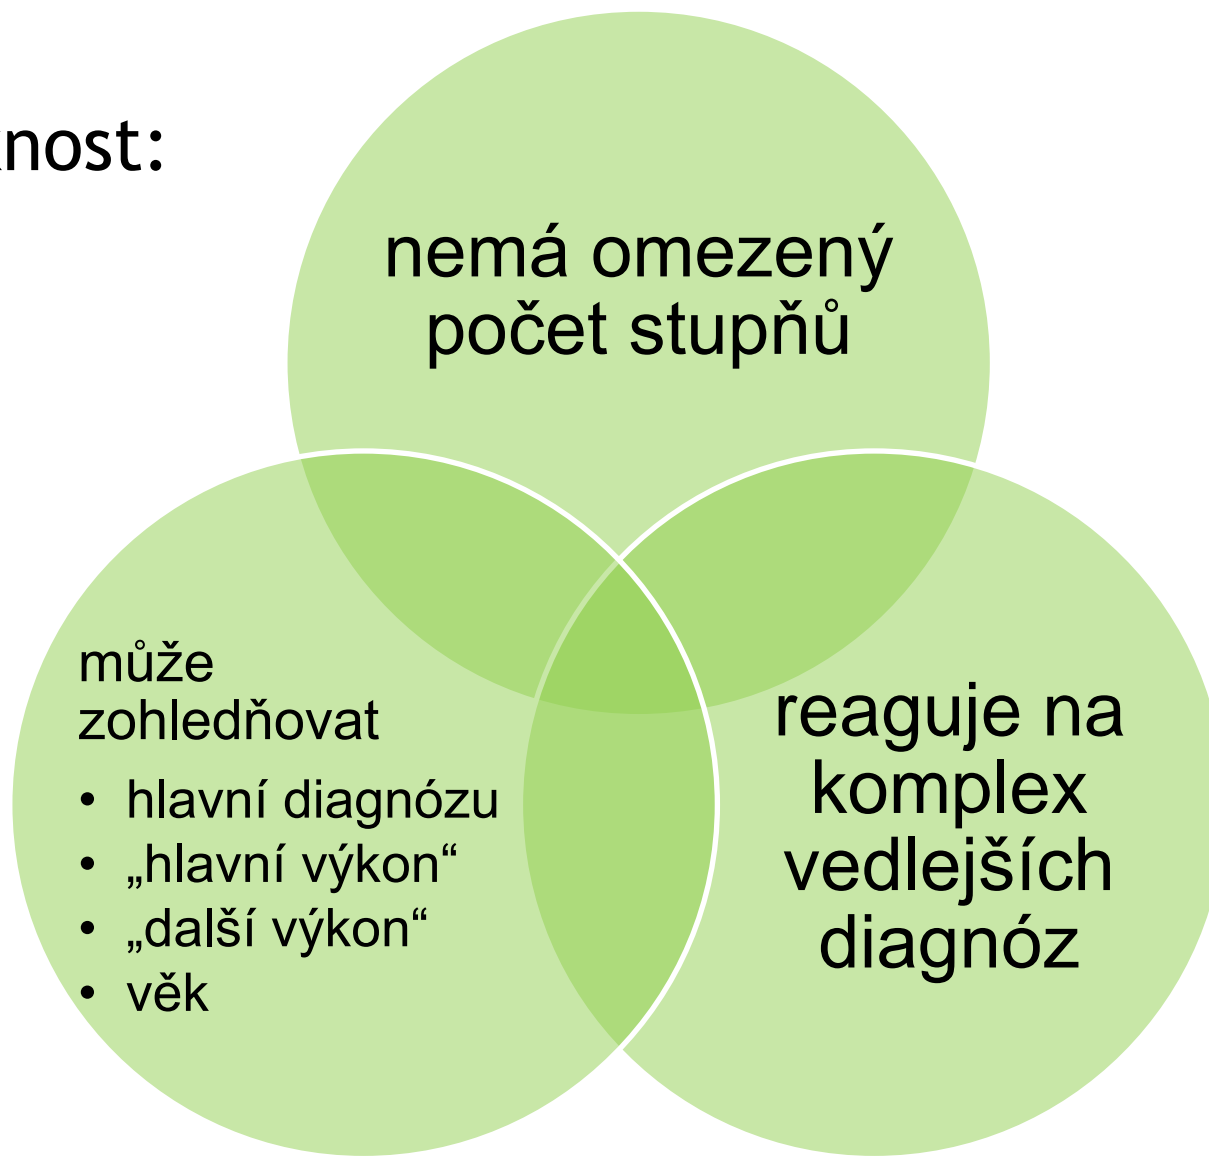 nost:
nemá omezený
počet stupňů
může
zohledňovat
• hlavní diagnózu
• „hlavní výkon“
• „další výkon“
• věk
reaguje na
komplex
vedlejších
diagnóz